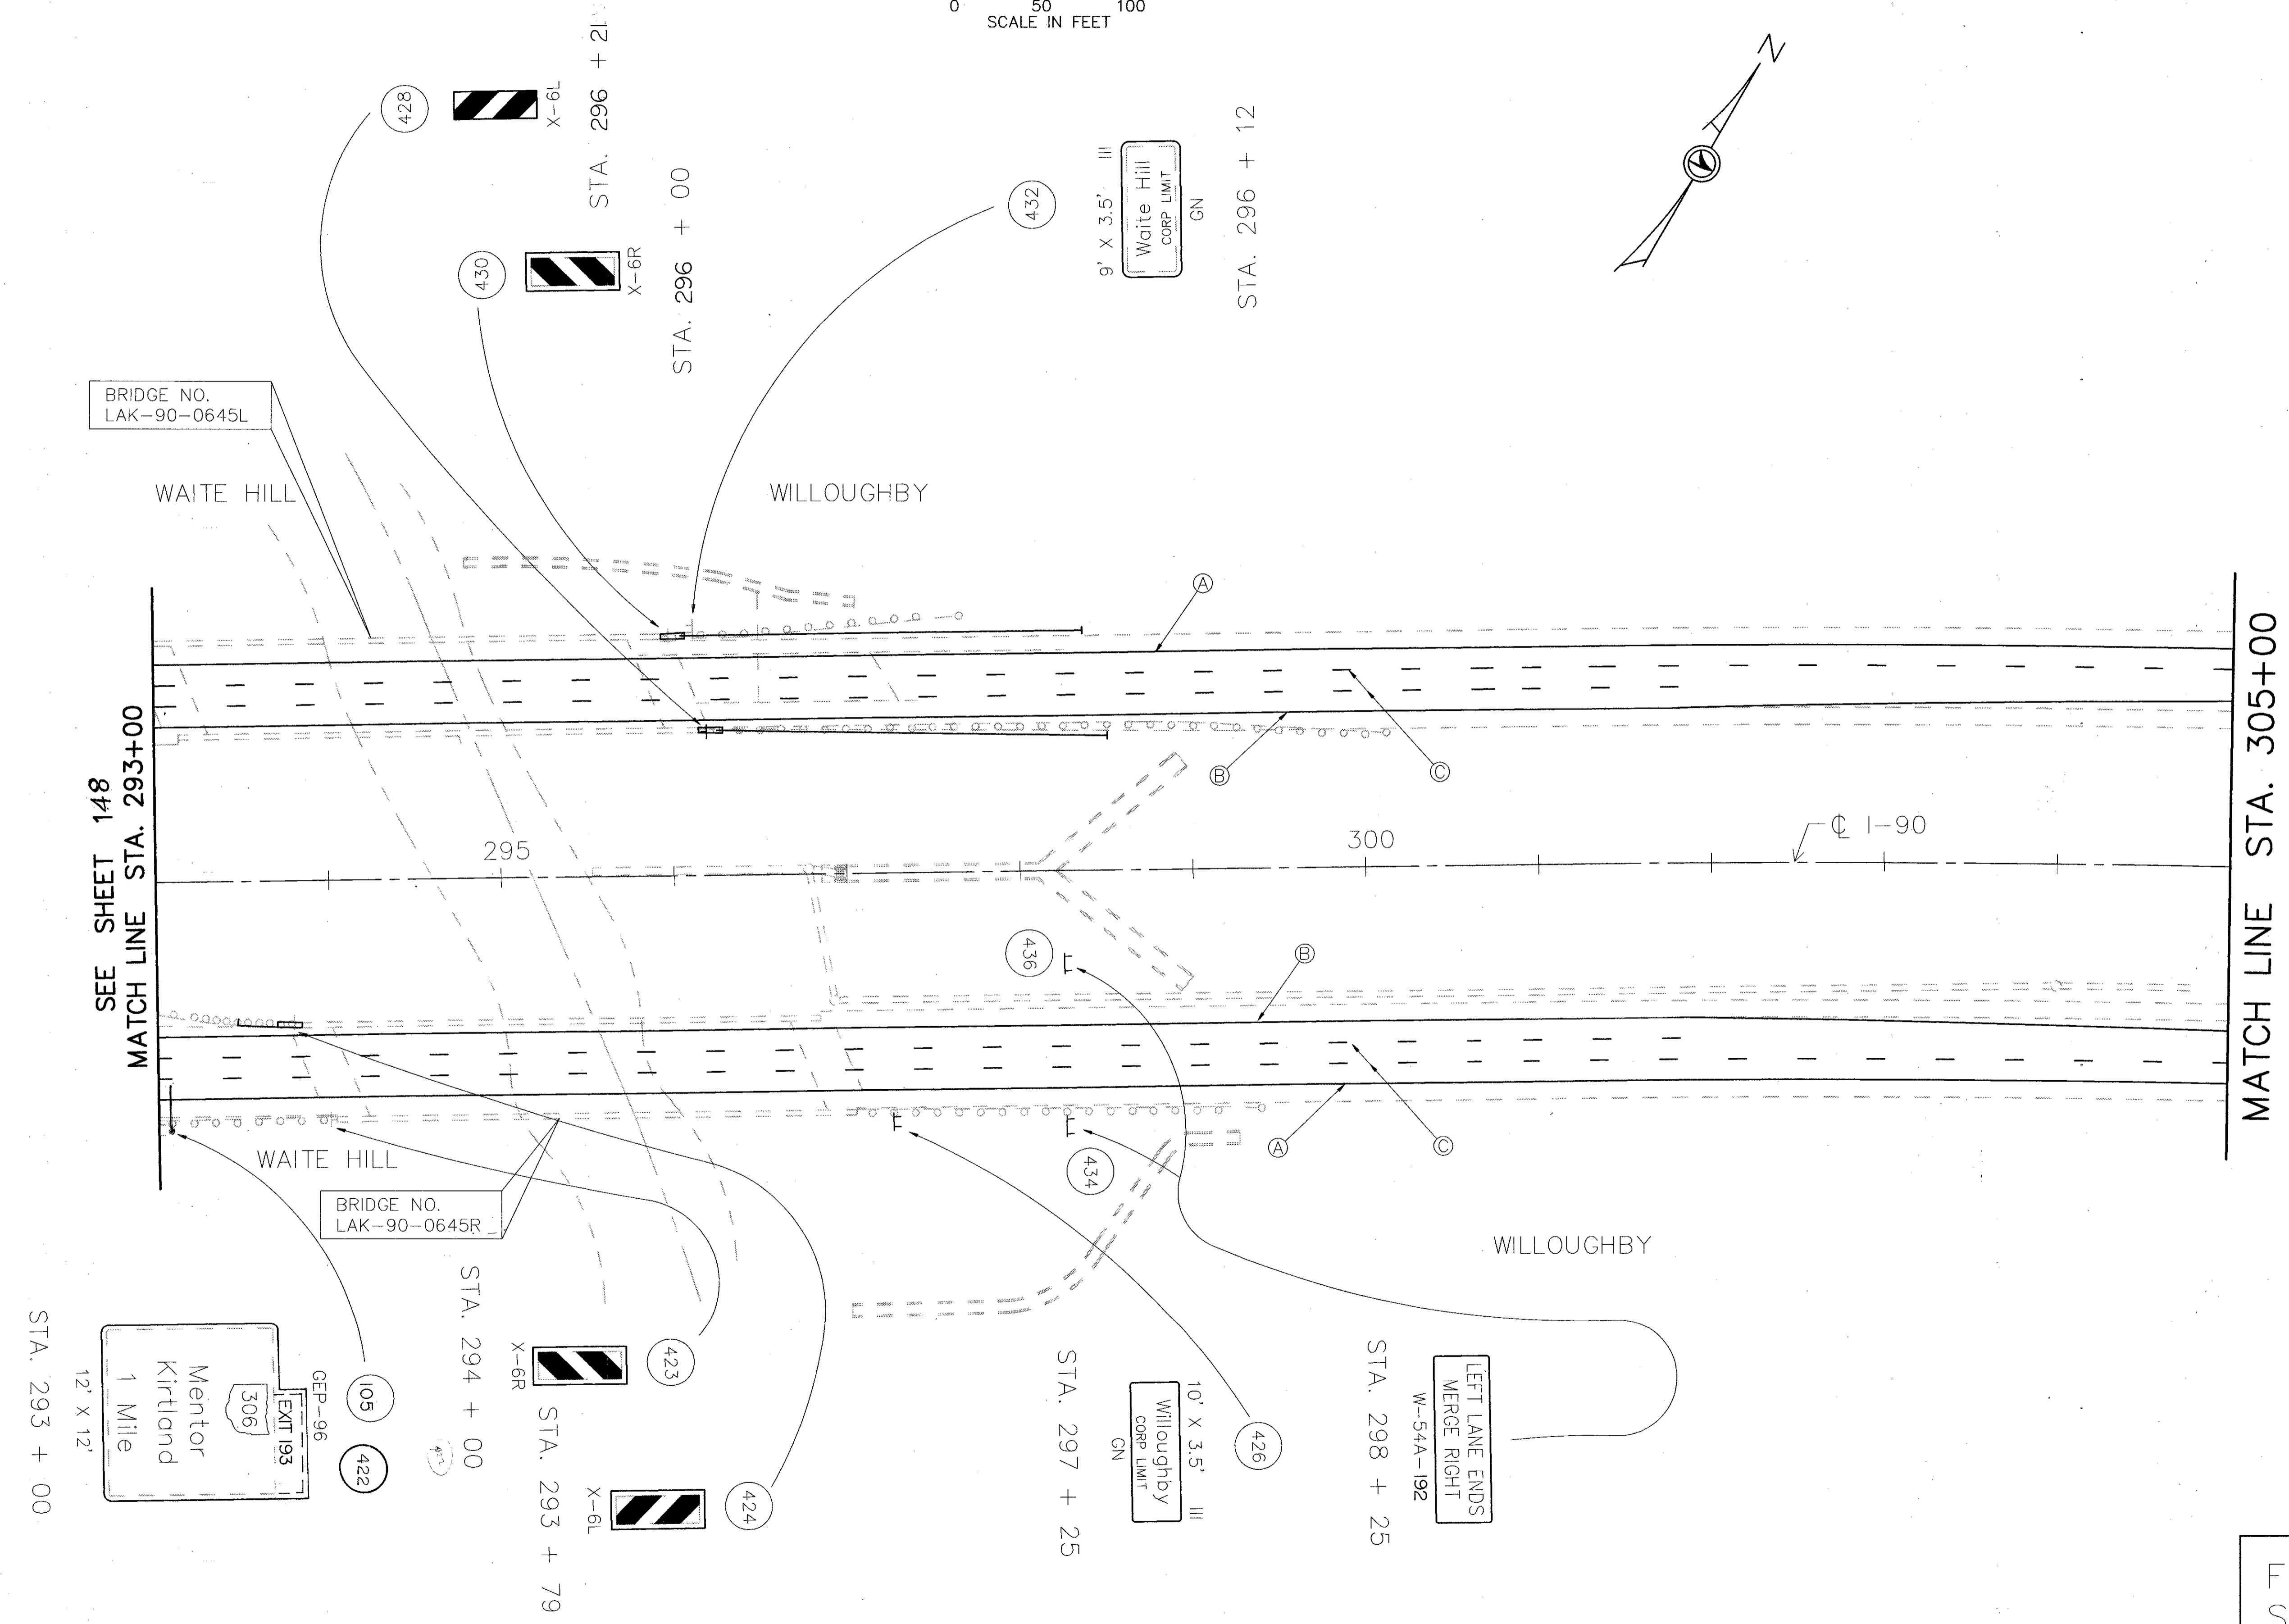 0 50 100
SCALE IN FEET
N
428
X-6L
STA. 296 + 21
430
X-6R
STA. 296 + 00
432
9' X 3.5' III
Waite Hill
CORP LIMIT
GN
STA. 296 + 12
BRIDGE NO.
LAK-90-0645L
WAITE HILL
WILLOUGHBY
A
B
C
SEE SHEET 148
MATCH LINE STA. 293+00
295
300
℄ I-90
MATCH LINE STA. 305+00
436
B
434
A
C
WAITE HILL
BRIDGE NO.
LAK-90-0645R
WILLOUGHBY
STA. 293 + 00
12' X 12'
EXIT 193
306
Mentor
Kirtland
1 Mile
GEP-96
105
422
STA. 294 + 00
X-6R
423
STA. 293 + 79
X-6L
424
STA. 297 + 25
10' X 3.5' III
Willoughby
CORP LIMIT
GN
426
STA. 298 + 25
LEFT LANE ENDS
MERGE RIGHT
W-54A-192
F
S